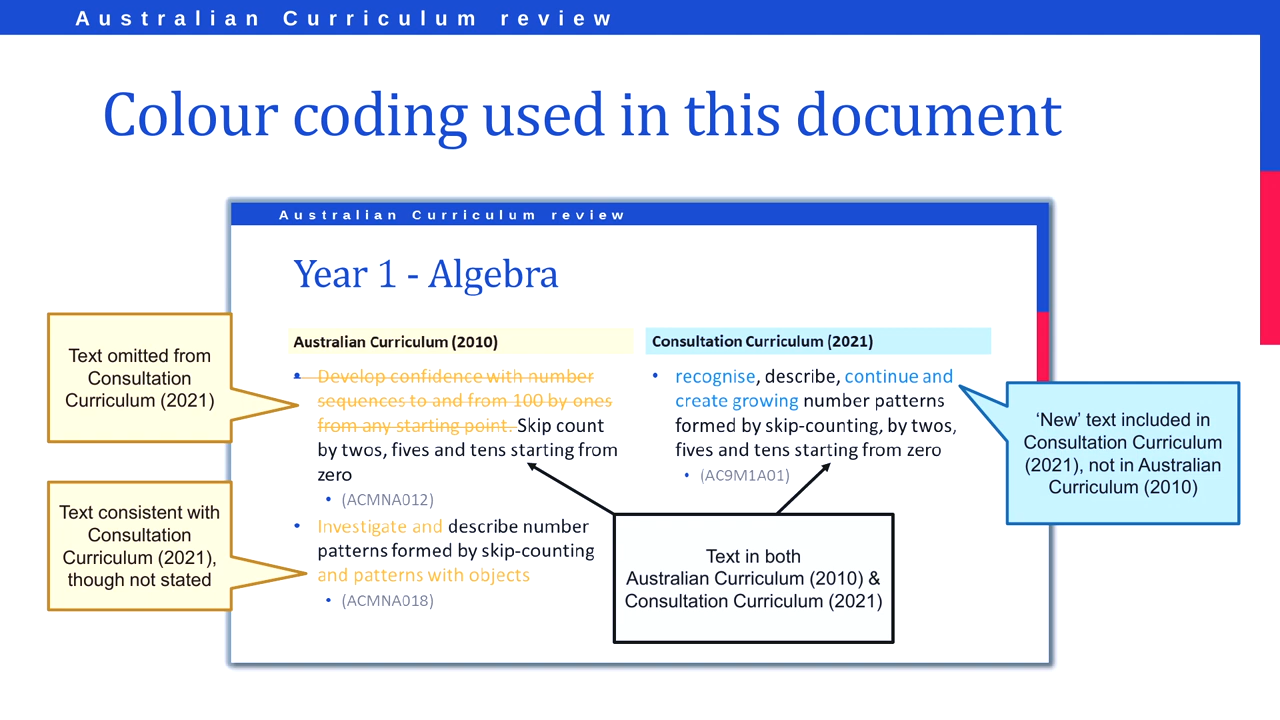 Australian Curriculum review
Colour coding used in this document
Australian Curriculum review
Year 1 - Algebra
Text omitted from
Consultation
Curriculum (2021)
Text consistent with
Consultation
Curriculum (2021),
though not stated
Australian Curriculum (2010)
• Develop confidence with number
sequences to and from 100 by ones
from any starting point. Skip count
by twos, fives and tens starting from
zero
• (ACMNA012)
• Investigate and describe number
patterns formed by skip-counting
and patterns with objects
• (ACMNA018)
Consultation Curriculum (2021)
• recognise, describe, continue and
create growing number patterns
formed by skip-counting, by twos,
fives and tens starting from zero
• (AC9M1A01)
Text in both
Australian Curriculum (2010) &
Consultation Curriculum (2021)
‘New’ text included in
Consultation Curriculum
(2021), not in Australian
Curriculum (2010)